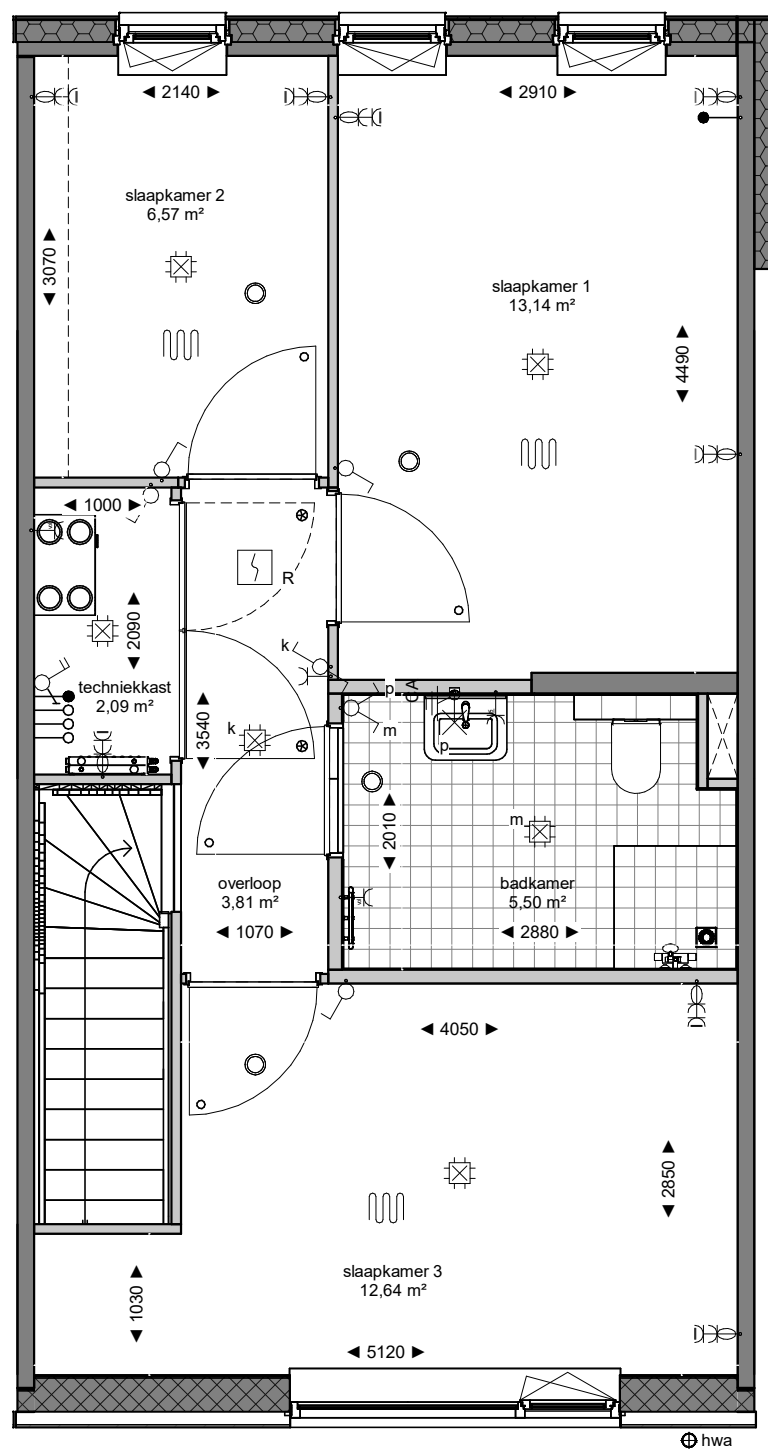 2140
2910
slaapkamer 2
6,57 m²
3070
slaapkamer 1
13,14 m²
4490
1000
R
2090
k
techniekkast
2,09 m²
p
m
3540
k
p
2010
m
overloop
3,81 m²
badkamer
5,50 m²
1070
2880
4050
2850
slaapkamer 3
12,64 m²
1030
5120
hwa